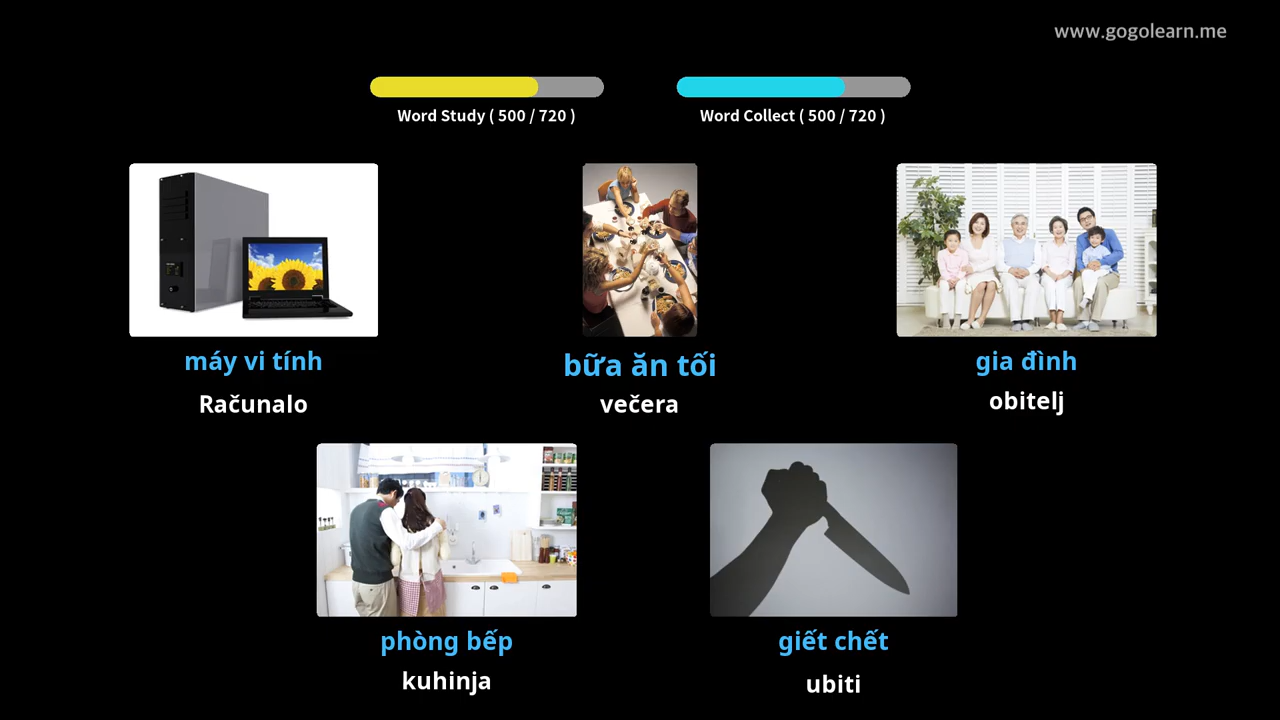 www.gogolearn.me
Word Study ( 500 / 720 )
Word Collect ( 500 / 720 )
máy vi tính
Računalo
bữa ăn tối
večera
gia đình
obitelj
phòng bếp
kuhinja
giết chết
ubiti